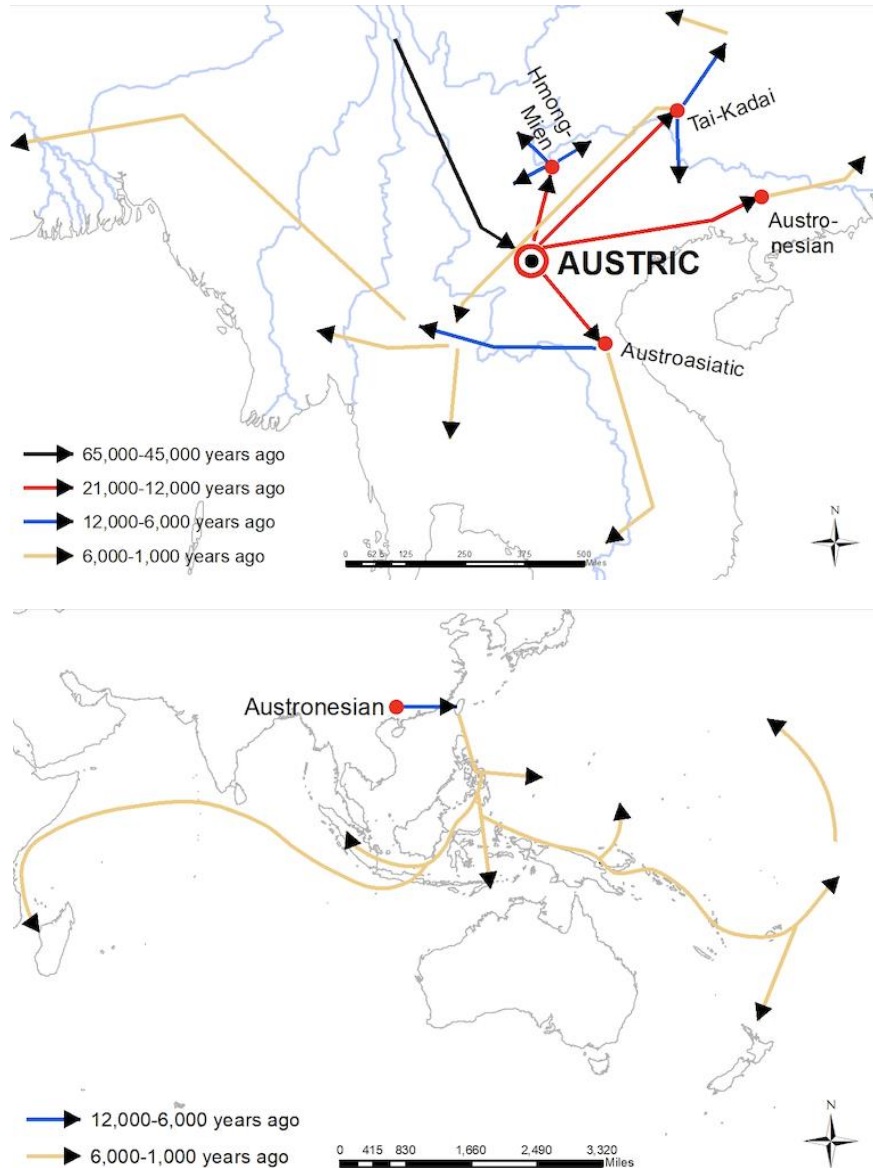 Hmong-
Mien
Tai-Kadai
Austro-
nesian
AUSTRIC
Austroasiatic
65,000-45,000 years ago
21,000-12,000 years ago
12,000-6,000 years ago
6,000-1,000 years ago
N
0 62.5 125 250 375 500
Miles
Austronesian
12,000-6,000 years ago
6,000-1,000 years ago
N
0 415 830 1,660 2,490 3,320
Miles